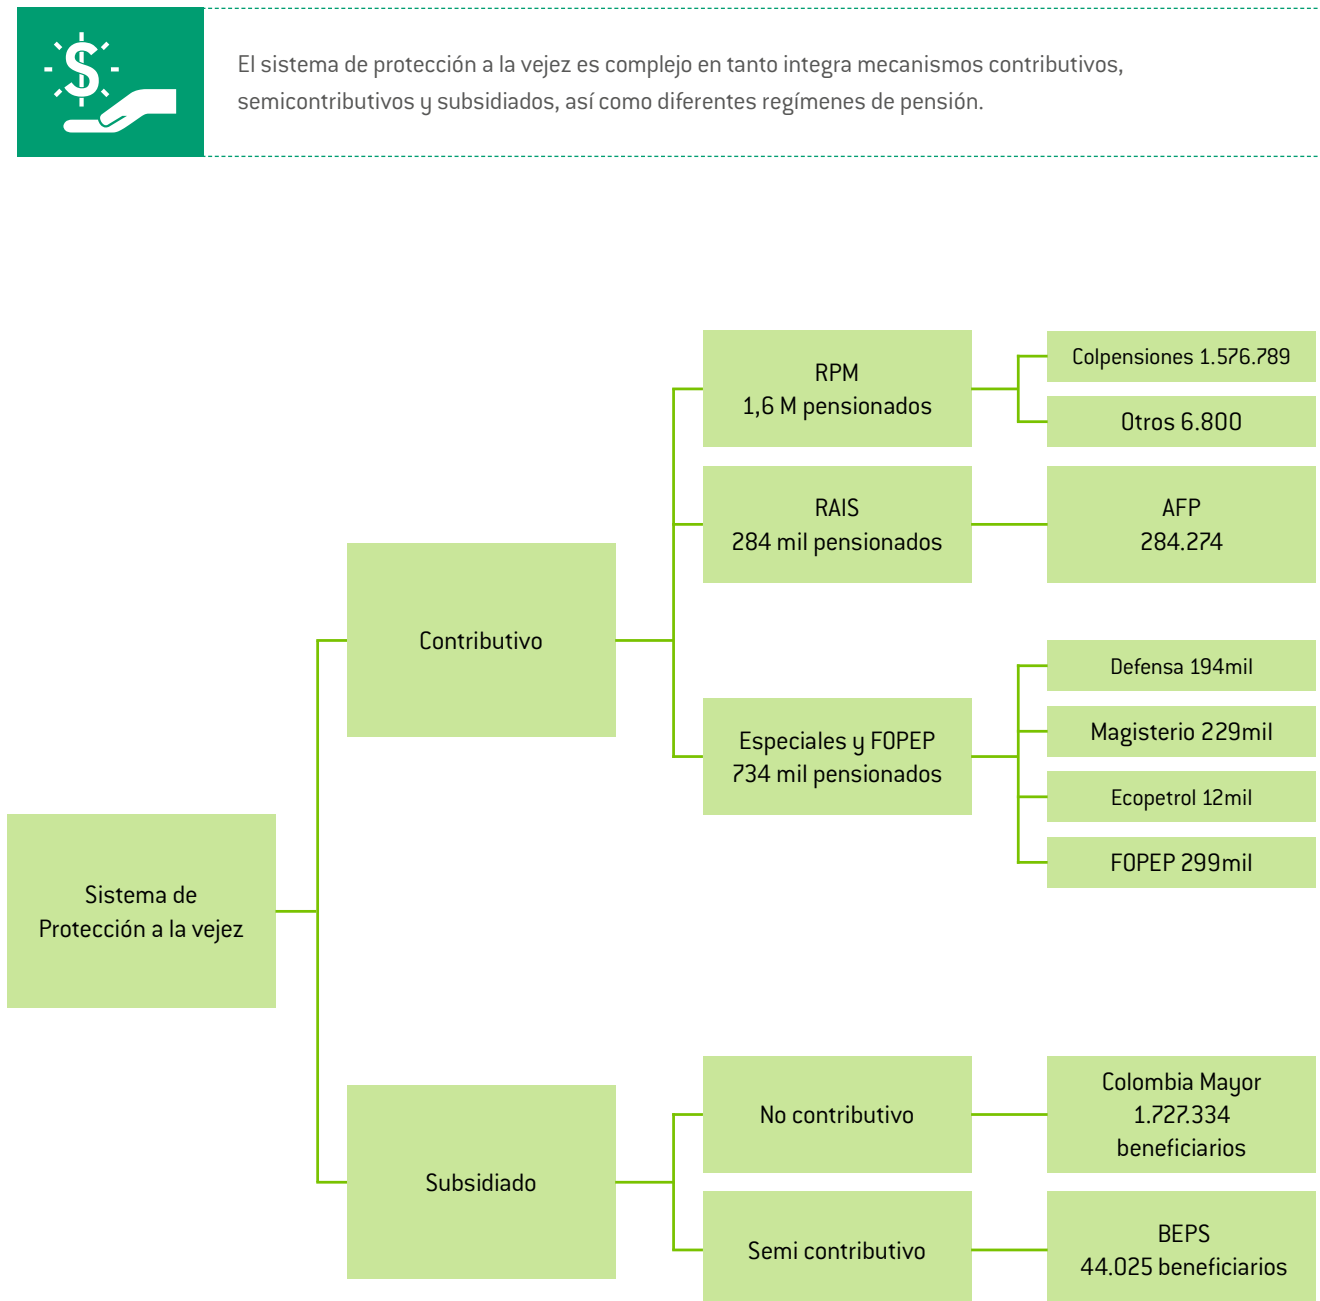 $
El sistema de protección a la vejez es complejo en tanto integra mecanismos contributivos,
semicontributivos y subsidiados, así como diferentes regímenes de pensión.
Sistema de
Protección a la vejez
Contributivo
RPM
1,6 M pensionados
Colpensiones 1.576.789
Otros 6.800
RAIS
284 mil pensionados
AFP
284.274
Especiales y FOPEP
734 mil pensionados
Defensa 194mil
Magisterio 229mil
Ecopetrol 12mil
FOPEP 299mil
Subsidiado
No contributivo
Colombia Mayor
1.727.334
beneficiarios
Semi contributivo
BEPS
44.025 beneficiarios